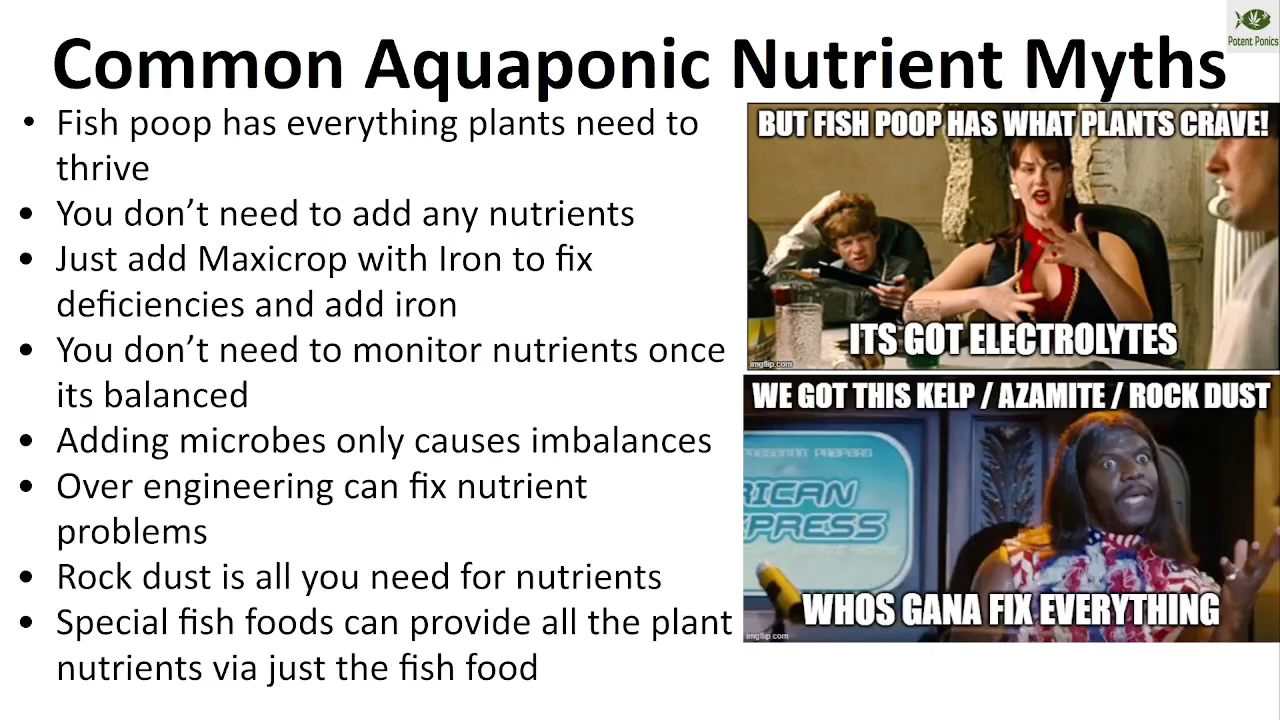 Potent Ponics
Common Aquaponic Nutrient Myths
• Fish poop has everything plants need to
thrive
• You don’t need to add any nutrients
• Just add Maxicrop with Iron to fix
deficiencies and add iron
• You don’t need to monitor nutrients once
its balanced
• Adding microbes only causes imbalances
• Over engineering can fix nutrient
problems
• Rock dust is all you need for nutrients
• Special fish foods can provide all the plant
nutrients via just the fish food
BUT FISH POOP HAS WHAT PLANTS CRAVE!
ITS GOT ELECTROLYTES
imgflip.com
WE GOT THIS KELP / AZAMITE / ROCK DUST
RICAN
PRESS
WHOS GANA FIX EVERYTHING
imgflip.com